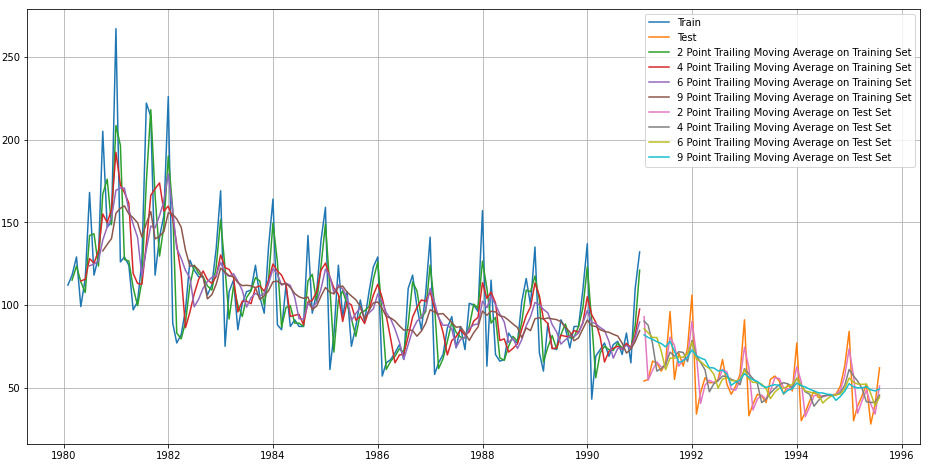 Train
Test
2 Point Trailing Moving Average on Training Set
4 Point Trailing Moving Average on Training Set
6 Point Trailing Moving Average on Training Set
9 Point Trailing Moving Average on Training Set
2 Point Trailing Moving Average on Test Set
4 Point Trailing Moving Average on Test Set
6 Point Trailing Moving Average on Test Set
9 Point Trailing Moving Average on Test Set
250
200
150
100
50
1980 1982 1984 1986 1988 1990 1992 1994 1996